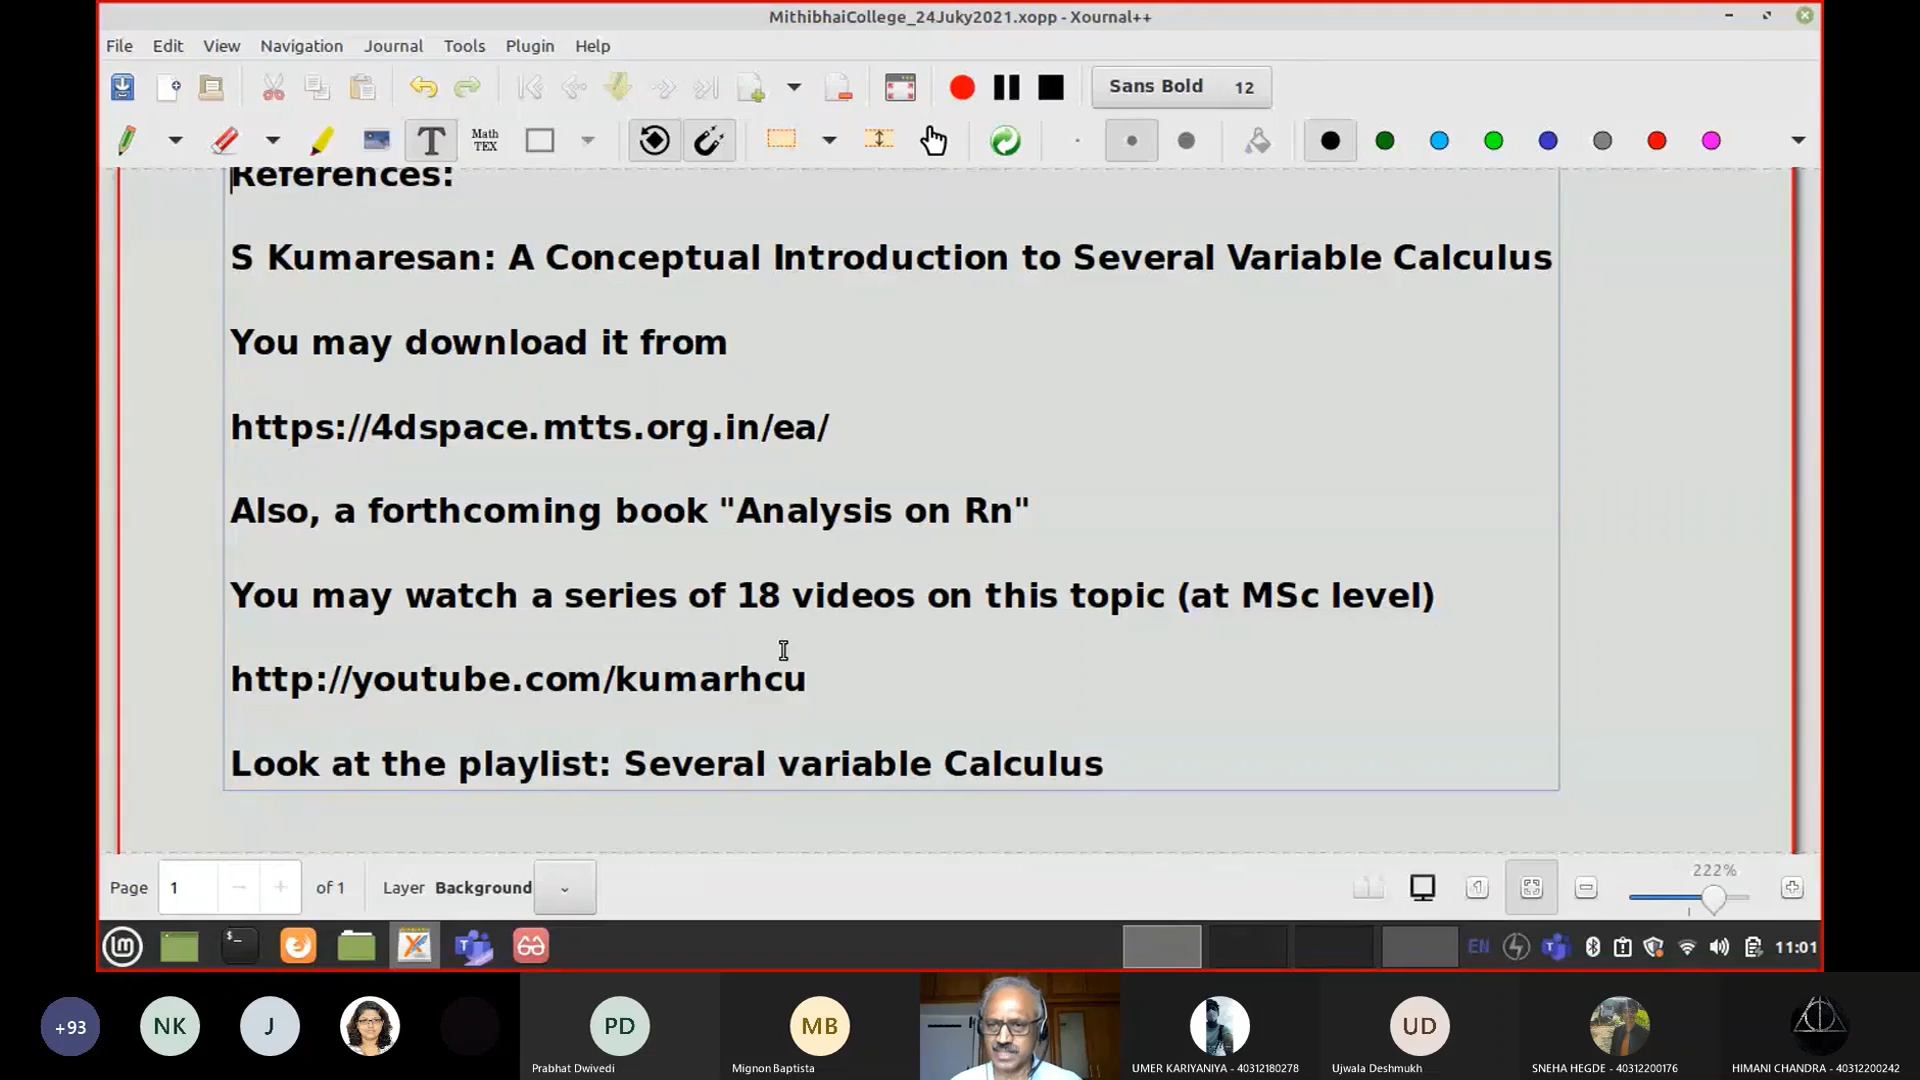 MithibhaiCollege_24Juky2021.xopp - Xournal++
File Edit View Navigation Journal Tools Plugin Help
Sans Bold 12
T Math TEX
References:
S Kumaresan: A Conceptual Introduction to Several Variable Calculus
You may download it from
https://4dspace.mtts.org.in/ea/
Also, a forthcoming book "Analysis on Rn"
You may watch a series of 18 videos on this topic (at MSc level)
http://youtube.com/kumarhcu
Look at the playlist: Several variable Calculus
222%
Page 1 of 1 Layer Background
EN 11:01
+93 NK J PD MB UD
Prabhat Dwivedi Mignon Baptista UMER KARIYANIYA - 40312180278 Ujwala Deshmukh SNEHA HEGDE - 40312200176 HIMANI CHANDRA - 40312200242